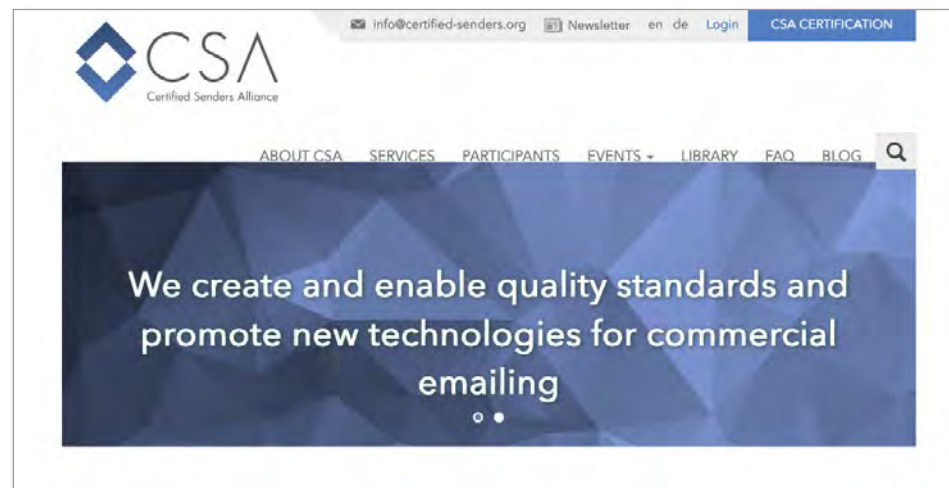 info@certified-senders.org Newsletter en de Login CSA CERTIFICATION
CSA
Certified Senders Alliance
ABOUT CSA SERVICES PARTICIPANTS EVENTS LIBRARY FAQ BLOG
We create and enable quality standards and
promote new technologies for commercial
emailing